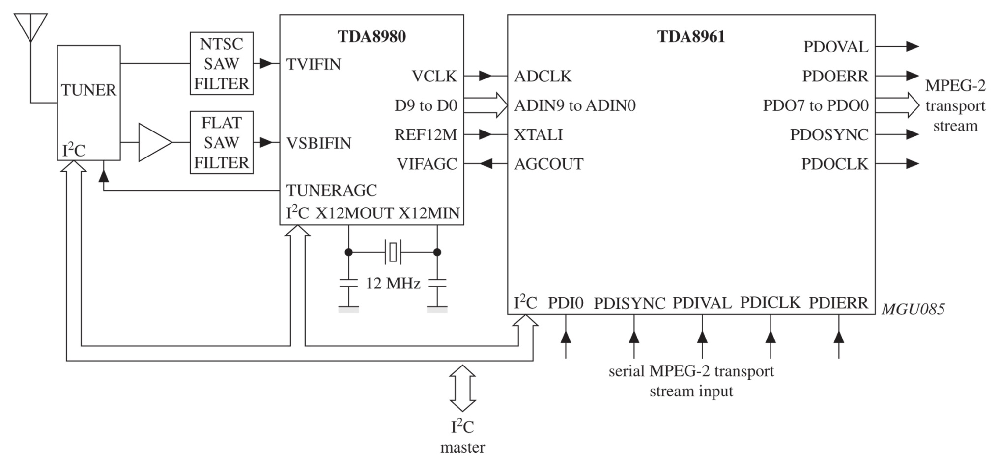 TUNER
I²C
NTSC
SAW
FILTER
FLAT
SAW
FILTER
TDA8980
TVIFIN
VSBIFIN
TUNERAGC
I²C X12MOUT X12MIN
VCLK
D9 to D0
REF12M
VIFAGC
12 MHz
TDA8961
ADCLK
ADIN9 to ADIN0
XTALI
AGCOUT
PDOVAL
PDOERR
PDO7 to PDO0
PDOSYNC
PDOCLK
MPEG-2
transport
stream
I²C PDI0 PDISYNC PDIVAL PDICLK PDIERR
MGU085
serial MPEG-2 transport
stream input
I²C
master